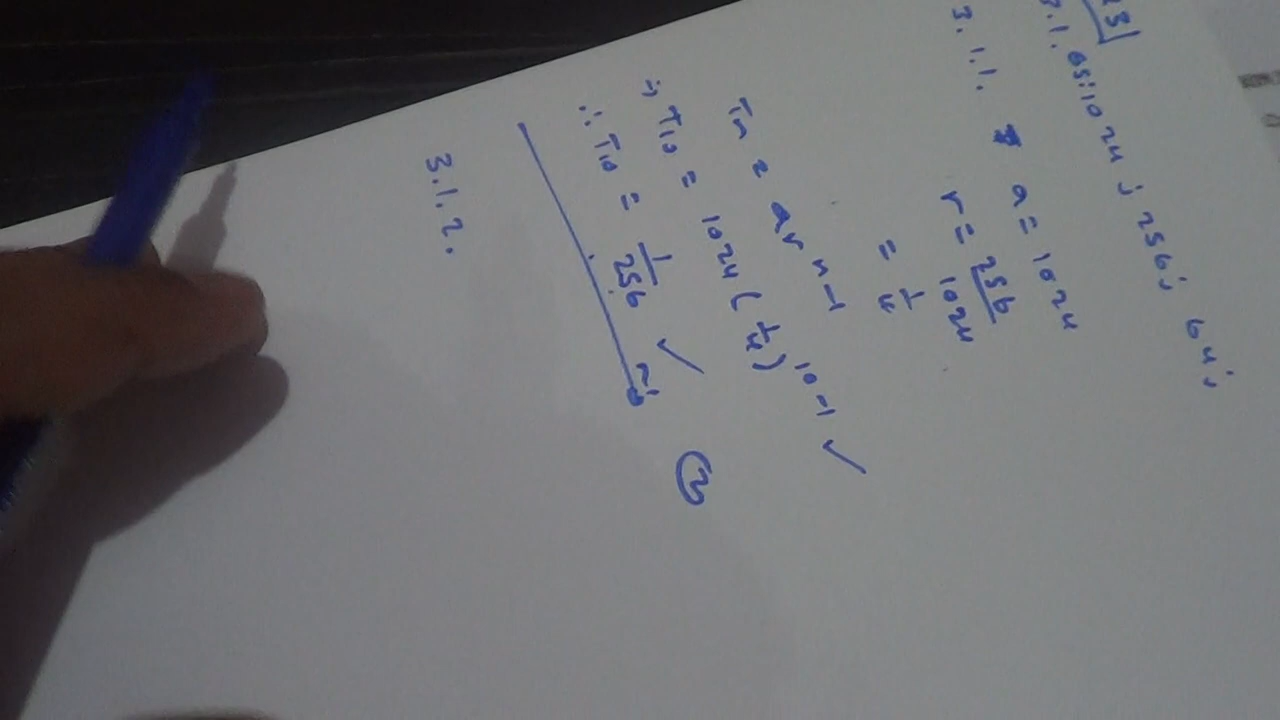 3.1. GS: 1024 ; 256 ; 64 ;
3.1.1. a = 1024
r = 256/1024
= 1/4
Tn = ar n-1
∴ T10 = 1024 (1/4) 10-1 ✓
∴ T10 = 1/256 ✓
3.1.2.